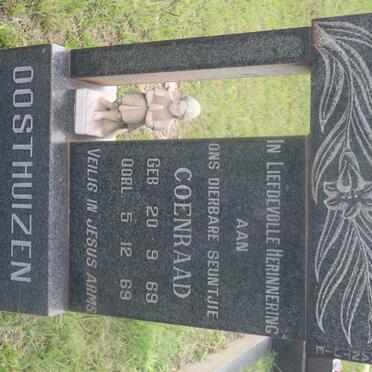 IN LIEFDEVOLLE HERINNERING
AAN
ONS DIERBARE SEUNTJIE
COENRAAD
GEB 20 9 69
OORL 5 12 69
VEILIG IN JESUS ARMS
OOSTHUIZEN